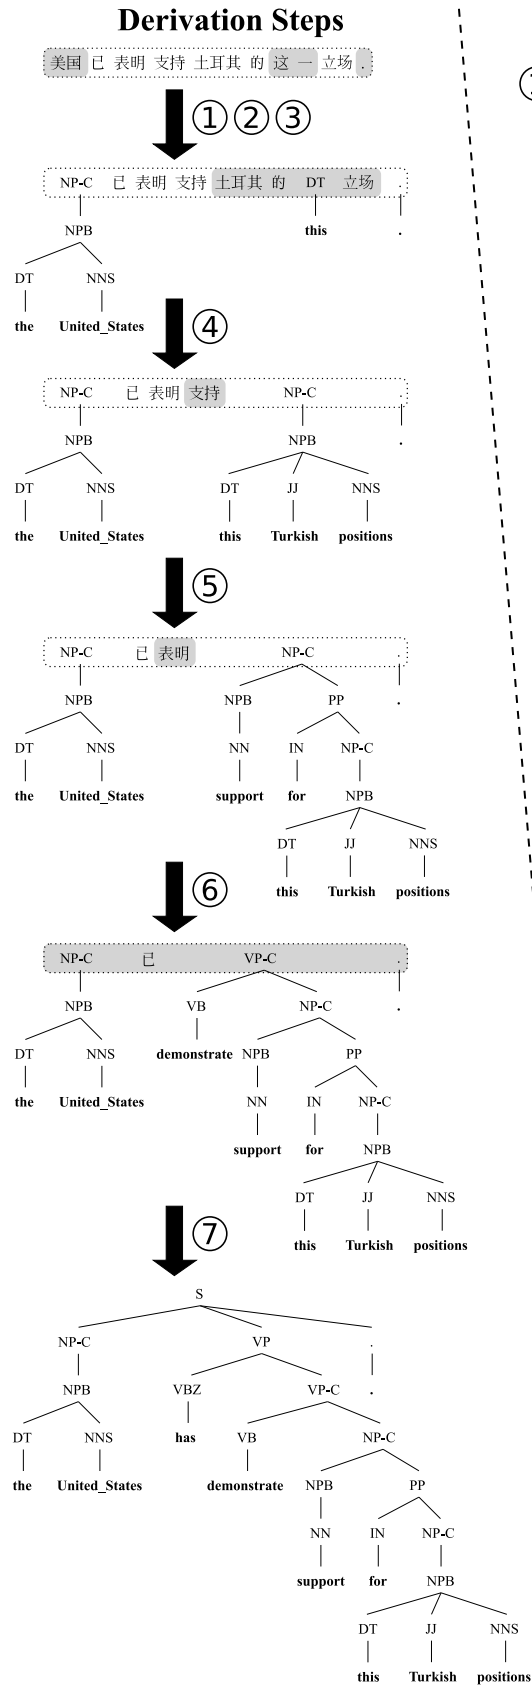 Derivation Steps
美国 已 表明 支持 土耳其 的 这 一 立场 .
① ② ③
NP-C 已 表明 支持 土耳其 的 DT 立场 .
NPB this .
DT NNS
the United_States
④
NP-C 已 表明 支持 NP-C .
NPB NPB .
DT NNS DT JJ NNS
the United_States this Turkish positions
⑤
NP-C 已 表明 NP-C .
NPB NPB PP .
DT NNS NN IN NP-C
the United_States support for NPB
DT JJ NNS
this Turkish positions
⑥
NP-C 已 VP-C .
NPB VB NP-C .
DT NNS demonstrate NPB PP
the United_States NN IN NP-C
support for NPB
DT JJ NNS
this Turkish positions
⑦
S
NP-C VP .
NPB VBZ VP-C .
DT NNS has VB NP-C
the United_States demonstrate NPB PP
NN IN NP-C
support for NPB
DT JJ NNS
this Turkish positions